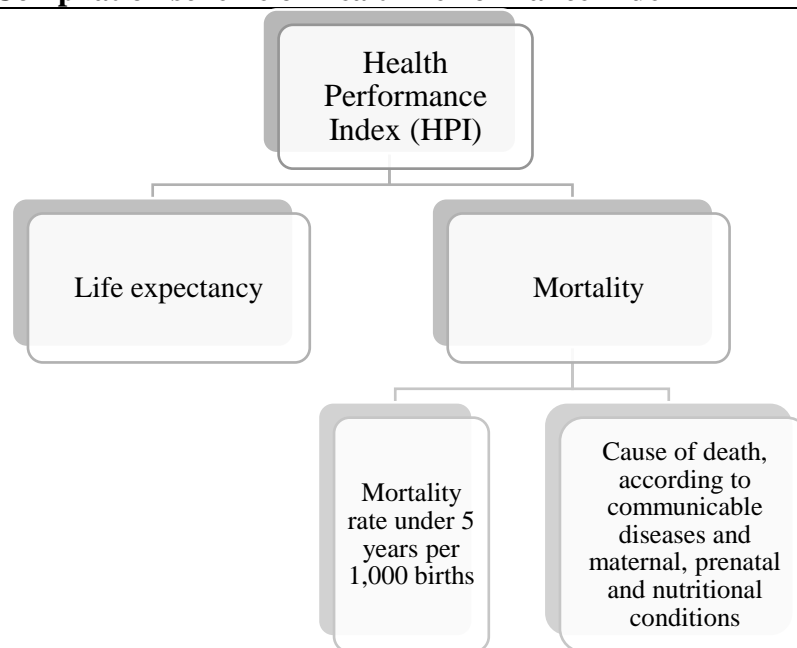 Health
Performance
Index (HPI)
Life expectancy
Mortality
Mortality
rate under 5
years per
1,000 births
Cause of death,
according to
communicable
diseases and
maternal, prenatal
and nutritional
conditions